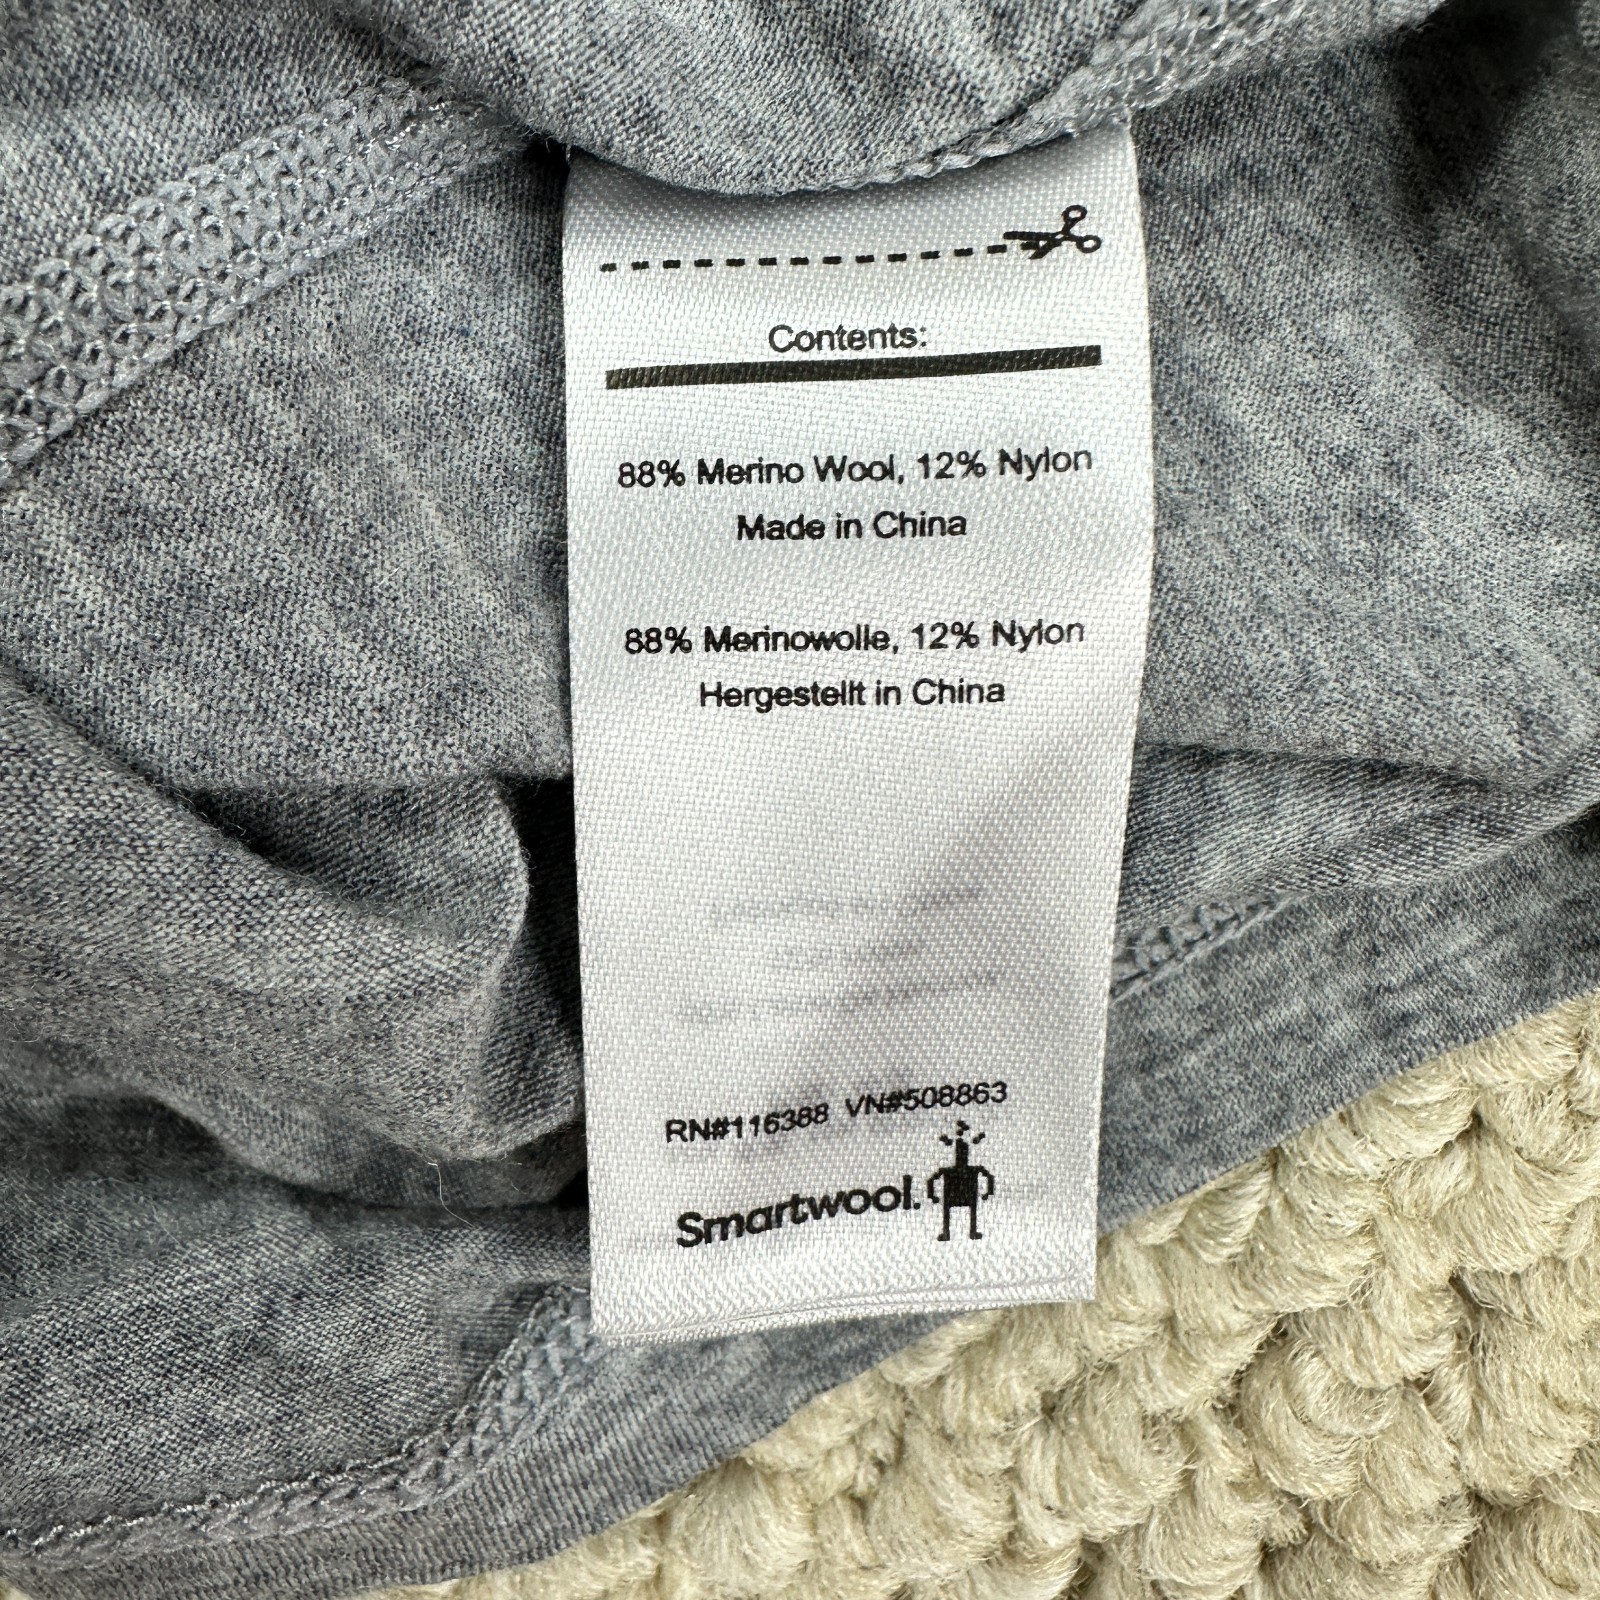 Contents:
88% Merino Wool, 12% Nylon
Made in China
88% Merinowolle, 12% Nylon
Hergestellt in China
RN#116388 VN#508863
Smartwool.